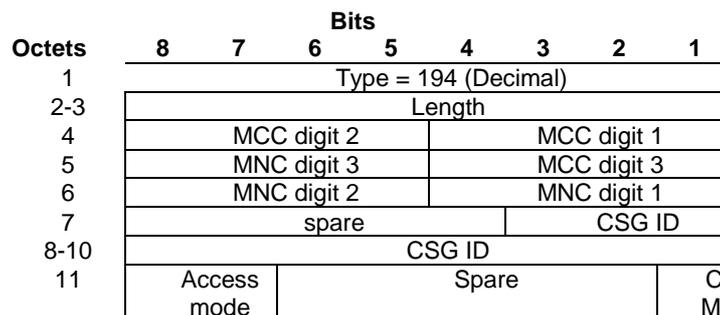 Bits
Octets 8 7 6 5 4 3 2 1
1 Type = 194 (Decimal)
2-3 Length
4 MCC digit 2 MCC digit 1
5 MNC digit 3 MCC digit 3
6 MNC digit 2 MNC digit 1
7 spare CSG ID
8-10 CSG ID
11 Access Spare
mode